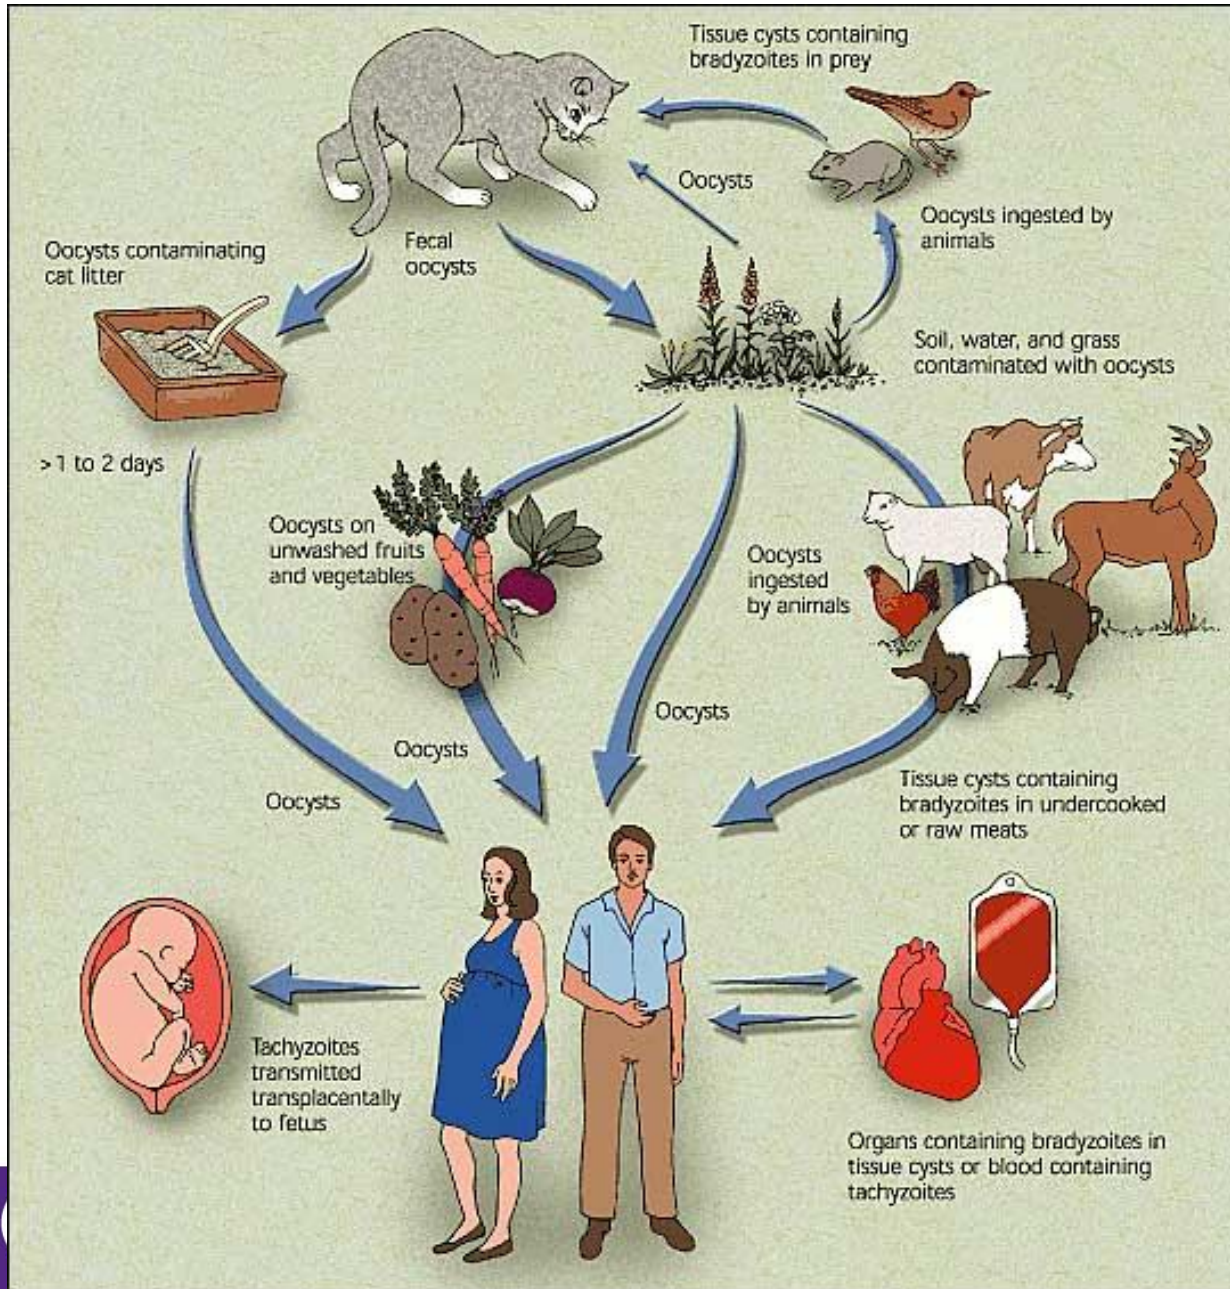 Tissue cysts containing
bradyzoites in prey
Oocysts
Oocysts ingested by
animals
Fecal
oocysts
Oocysts contaminating
cat litter
Soil, water, and grass
contaminated with oocysts
>1 to 2 days
Oocysts on
unwashed fruits
and vegetables
Oocysts
ingested
by animals
Oocysts
Oocysts
Oocysts
Tissue cysts containing
bradyzoites in undercooked
or raw meats
Tachyzoites
transmitted
transplacentally
to fetus
Organs containing bradyzoites in
tissue cysts or blood containing
tachyzoites